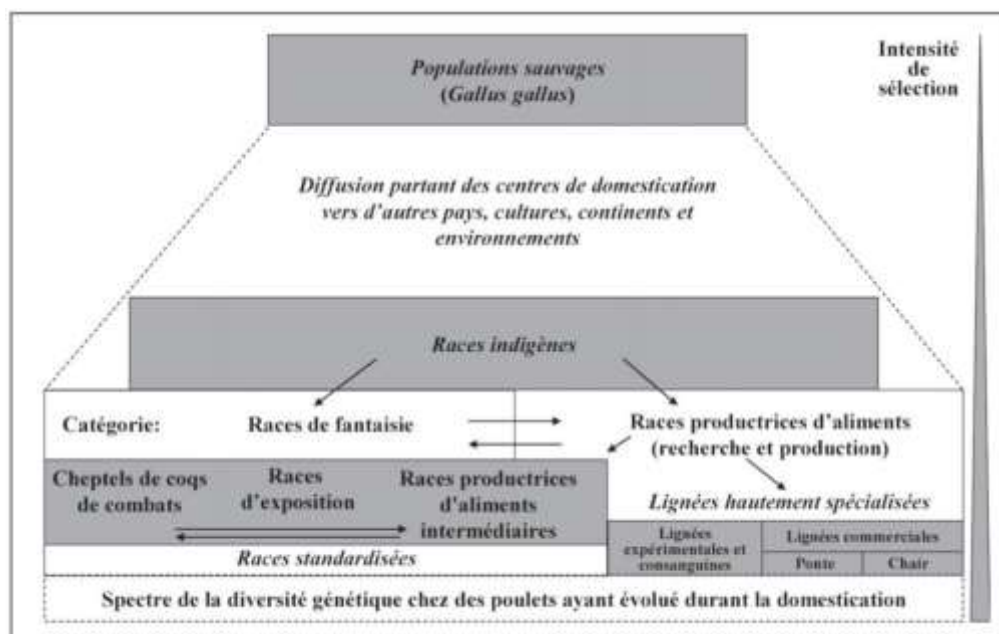 Populations sauvages
(Gallus gallus)
Intensité
de
sélection
Diffusion partant des centres de domestication
vers d'autres pays, cultures, continents et
environnements
Races indigènes
Catégorie:
Races de fantaisie
Races productrices d'aliments
(recherche et production)
Cheptels de coqs
de combats
Races
d'exposition
Races productrices
d'aliments
intermédiaires
Lignées hautement spécialisées
Lignées
expérimentales et
consanguines
Lignées commerciales
Ponte
Chair
Races standardisées
Spectre de la diversité génétique chez des poulets ayant évolué durant la domestication